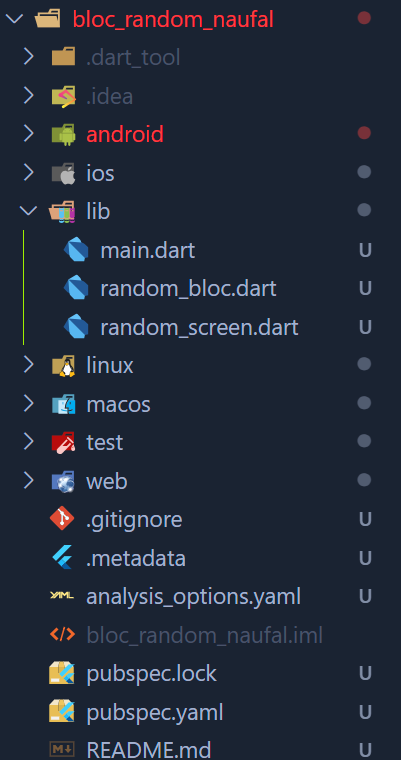 bloc_random_naufal
.dart_tool
.idea
android
ios
lib
main.dart U
random_bloc.dart U
random_screen.dart U
linux
macos
test
web
.gitignore U
.metadata U
YAML analysis_options.yaml U
bloc_random_naufal.iml
pubspec.lock U
pubspec.yaml U
M README.md U